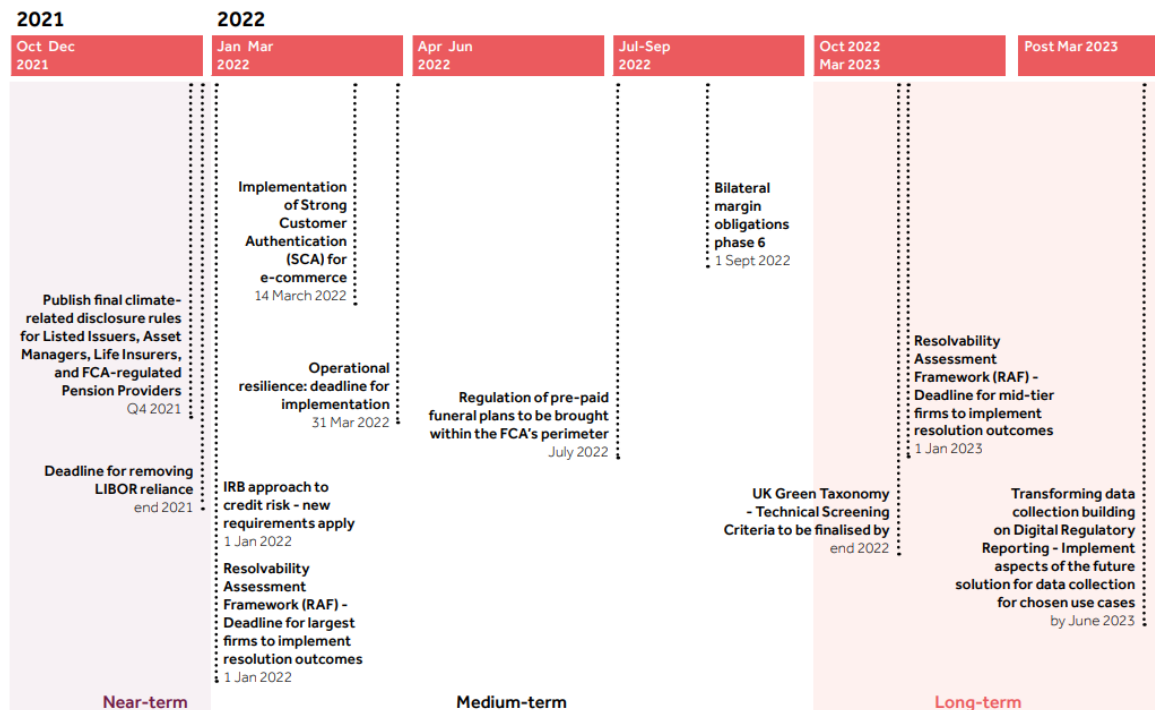 2021
2022
Oct Dec
2021
Jan Mar
2022
Apr Jun
2022
Jul-Sep
2022
Oct 2022
Mar 2023
Post Mar 2023
Implementation
of Strong
Customer
Authentication
(SCA) for
e-commerce
14 March 2022
Bilateral
margin
obligations
phase 6
1 Sept 2022
Publish final climate-
related disclosure rules
for Listed Issuers, Asset
Managers, Life Insurers,
and FCA-regulated
Pension Providers
Q4 2021
Operational
resilience: deadline for
implementation
31 Mar 2022
Regulation of pre-paid
funeral plans to be brought
within the FCA's perimeter
July 2022
Resolvability
Assessment
Framework (RAF) -
Deadline for mid-tier
firms to implement
resolution outcomes
1 Jan 2023
Deadline for removing
LIBOR reliance
end 2021
IRB approach to
credit risk - new
requirements apply
1 Jan 2022
UK Green Taxonomy
- Technical Screening
Criteria to be finalised by
end 2022
Transforming data
collection building
on Digital Regulatory
Reporting - Implement
aspects of the future
solution for data collection
for chosen use cases
by June 2023
Resolvability
Assessment
Framework (RAF) -
Deadline for largest
firms to implement
resolution outcomes
1 Jan 2022
Near-term
Medium-term
Long-term